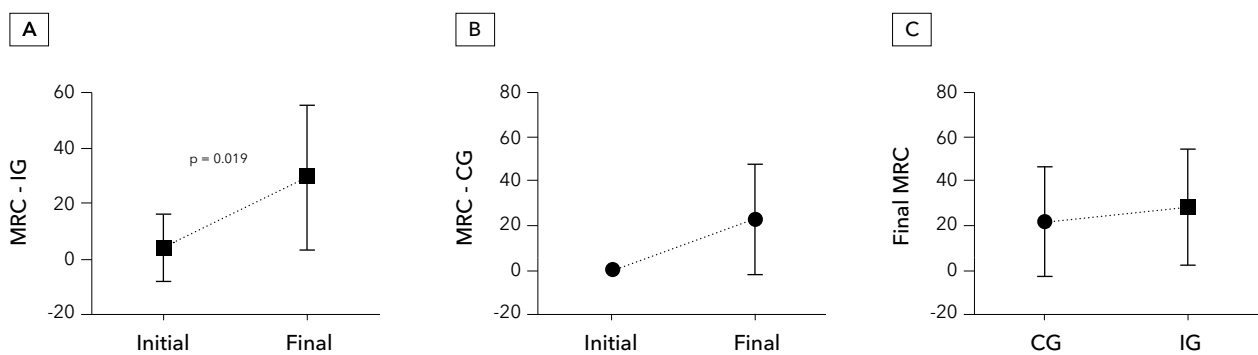 A
MRC - IG
60
40
20
0
-20
p = 0.019
Initial
Final
B
MRC - CG
80
60
40
20
0
-20
Initial
Final
C
Final MRC
80
60
40
20
0
-20
CG
IG